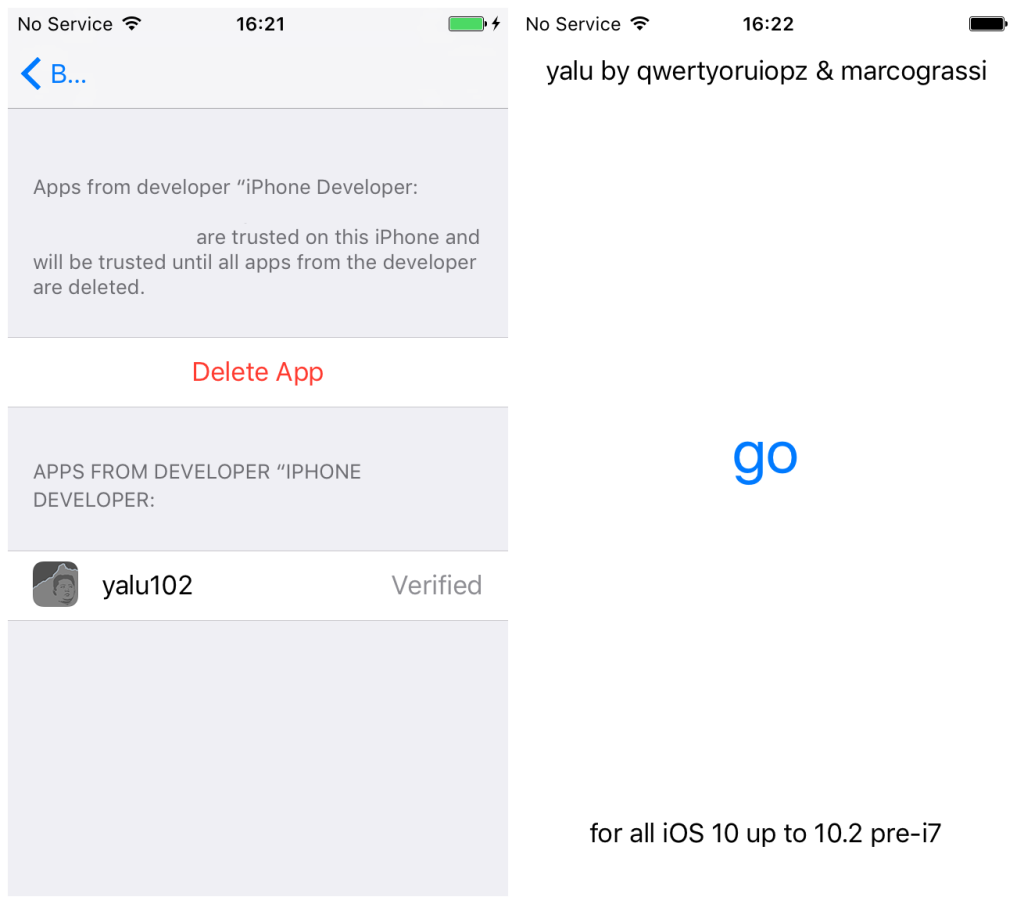 No Service 16:21
B...
Apps from developer “iPhone Developer:
are trusted on this iPhone and
will be trusted until all apps from the developer
are deleted.
Delete App
APPS FROM DEVELOPER “IPHONE
DEVELOPER:
yalu102 Verified
No Service 16:22
yalu by qwertyoruiopz & marcograssi
go
for all iOS 10 up to 10.2 pre-i7